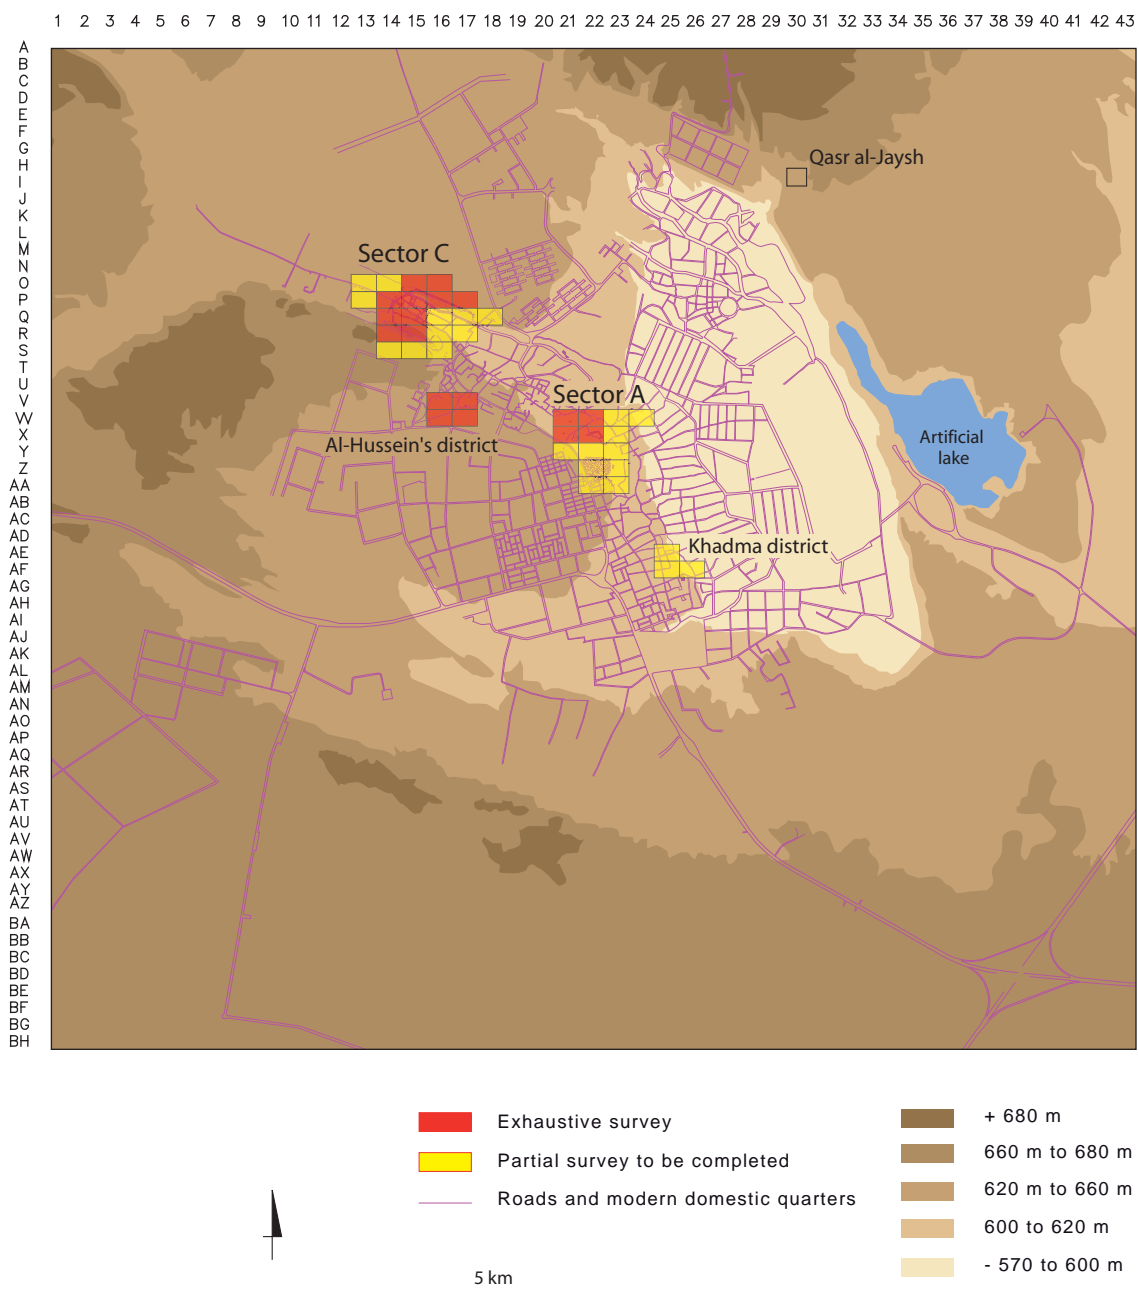 1 2 3 4 5 6 7 8 9 10 11 12 13 14 15 16 17 18 19 20 21 22 23 24 25 26 27 28 29 30 31 32 33 34 35 36 37 38 39 40 41 42 43
A
B
C
D
E
F
G
H
I
J
K
L
M
N
O
P
Q
R
S
T
U
V
W
X
Y
Z
AA
AB
AC
AD
AE
AF
AG
AH
AI
AJ
AK
AL
AM
AN
AO
AP
AQ
AR
AS
AT
AU
AV
AW
AX
AY
AZ
BA
BB
BC
BD
BE
BF
BG
BH
Qasr al-Jaysh
Sector C
Sector A
Al-Hussein's district
Artificial
lake
Khadma district
Exhaustive survey
Partial survey to be completed
Roads and modern domestic quarters
+ 680 m
660 m to 680 m
620 m to 660 m
600 to 620 m
- 570 to 600 m
5 km